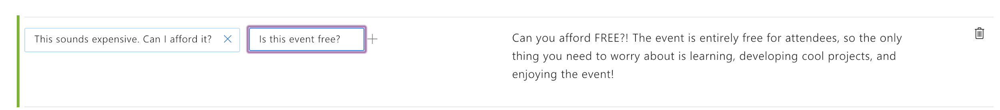 This sounds expensive. Can I afford it?
Is this event free?
Can you afford FREE?! The event is entirely free for attendees, so the only
thing you need to worry about is learning, developing cool projects, and
enjoying the event!